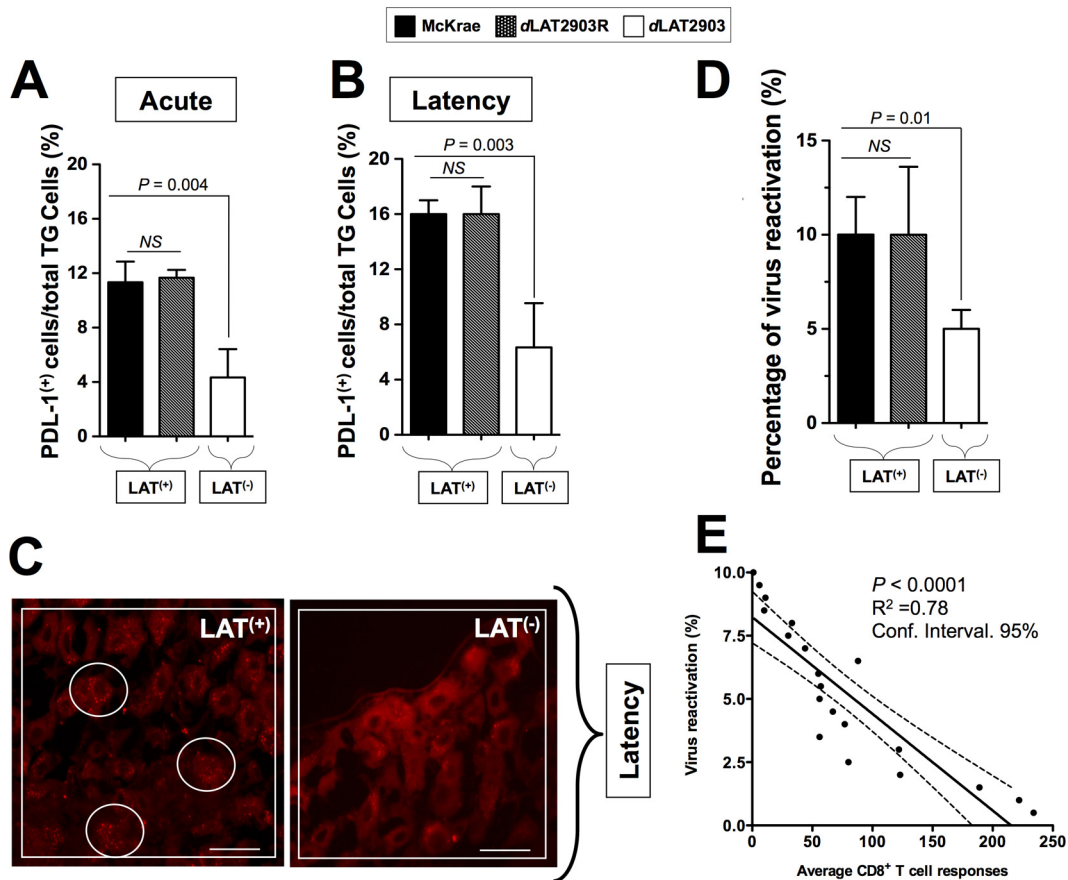 McKrae dLAT2903R dLAT2903
A
Acute
PDL-1(+) cells/total TG Cells (%)
20
16
12
8
4
0
P = 0.004
NS
LAT(+) LAT(-)
B
Latency
PDL-1(+) cells/total TG Cells (%)
20
16
12
8
4
0
P = 0.003
NS
LAT(+) LAT(-)
D
Percentage of virus reactivation (%)
15
10
5
0
P = 0.01
NS
LAT(+) LAT(-)
C
LAT(+)
LAT(-)
Latency
E
Virus reactivation (%)
10.0
7.5
5.0
2.5
0.0
P < 0.0001
R2 =0.78
Conf. Interval. 95%
0 50 100 150 200 250
Average CD8+ T cell responses